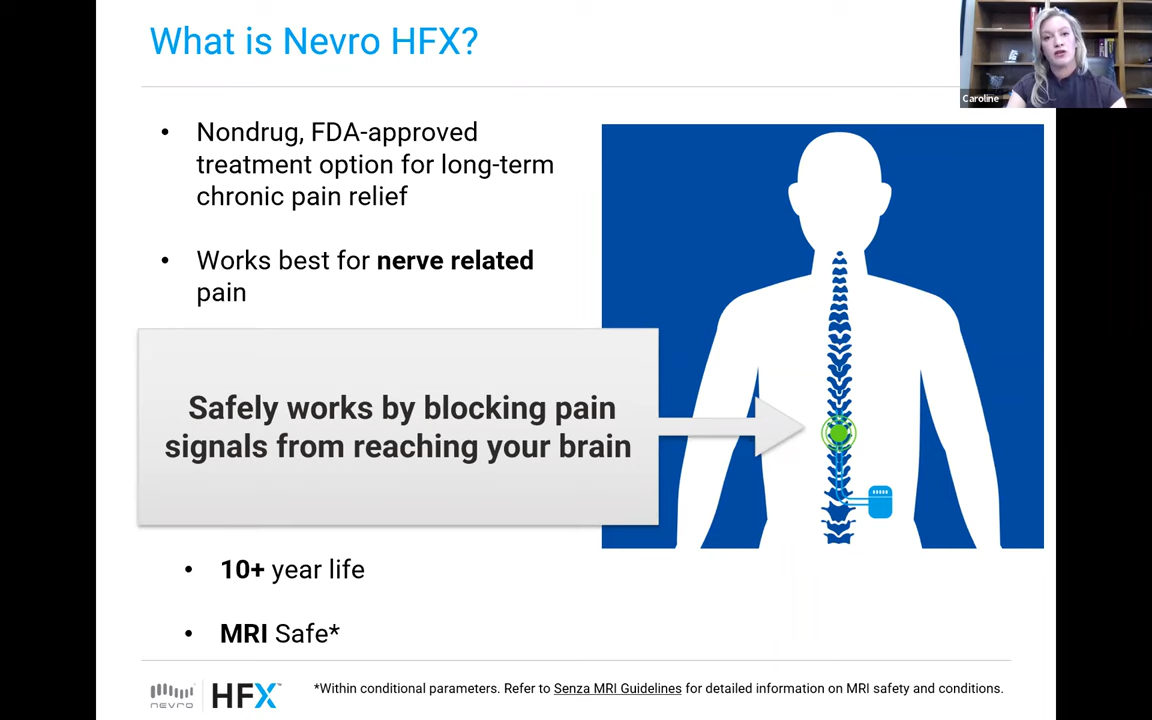 What is Nevro HFX?
Caroline
• Nondrug, FDA-approved
treatment option for long-term
chronic pain relief
• Works best for nerve related
pain
Safely works by blocking pain
signals from reaching your brain
• 10+ year life
• MRI Safe*
nevro
HFX™
*Within conditional parameters. Refer to Senza MRI Guidelines for detailed information on MRI safety and conditions.